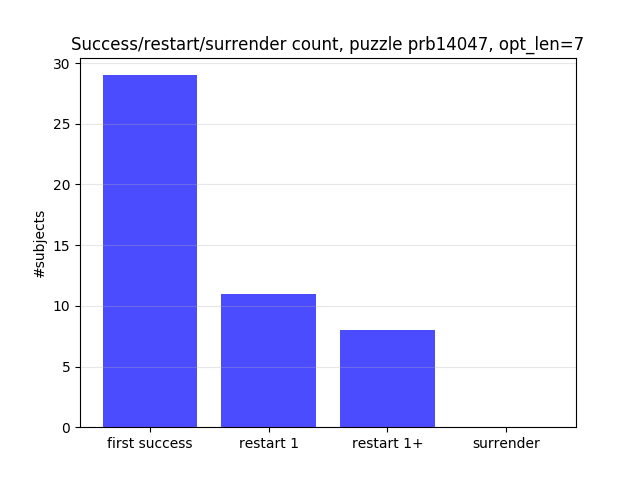 Success/restart/surrender count, puzzle prb14047, opt_len=7
30
25
20
15
10
5
0
#subjects
first success
restart 1
restart 1+
surrender